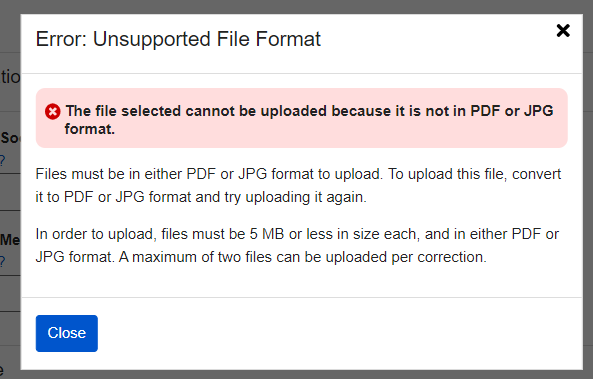 Error: Unsupported File Format
The file selected cannot be uploaded because it is not in PDF or JPG
format.
Files must be in either PDF or JPG format to upload. To upload this file, convert
it to PDF or JPG format and try uploading it again.
In order to upload, files must be 5 MB or less in size each, and in either PDF or
JPG format. A maximum of two files can be uploaded per correction.
Close